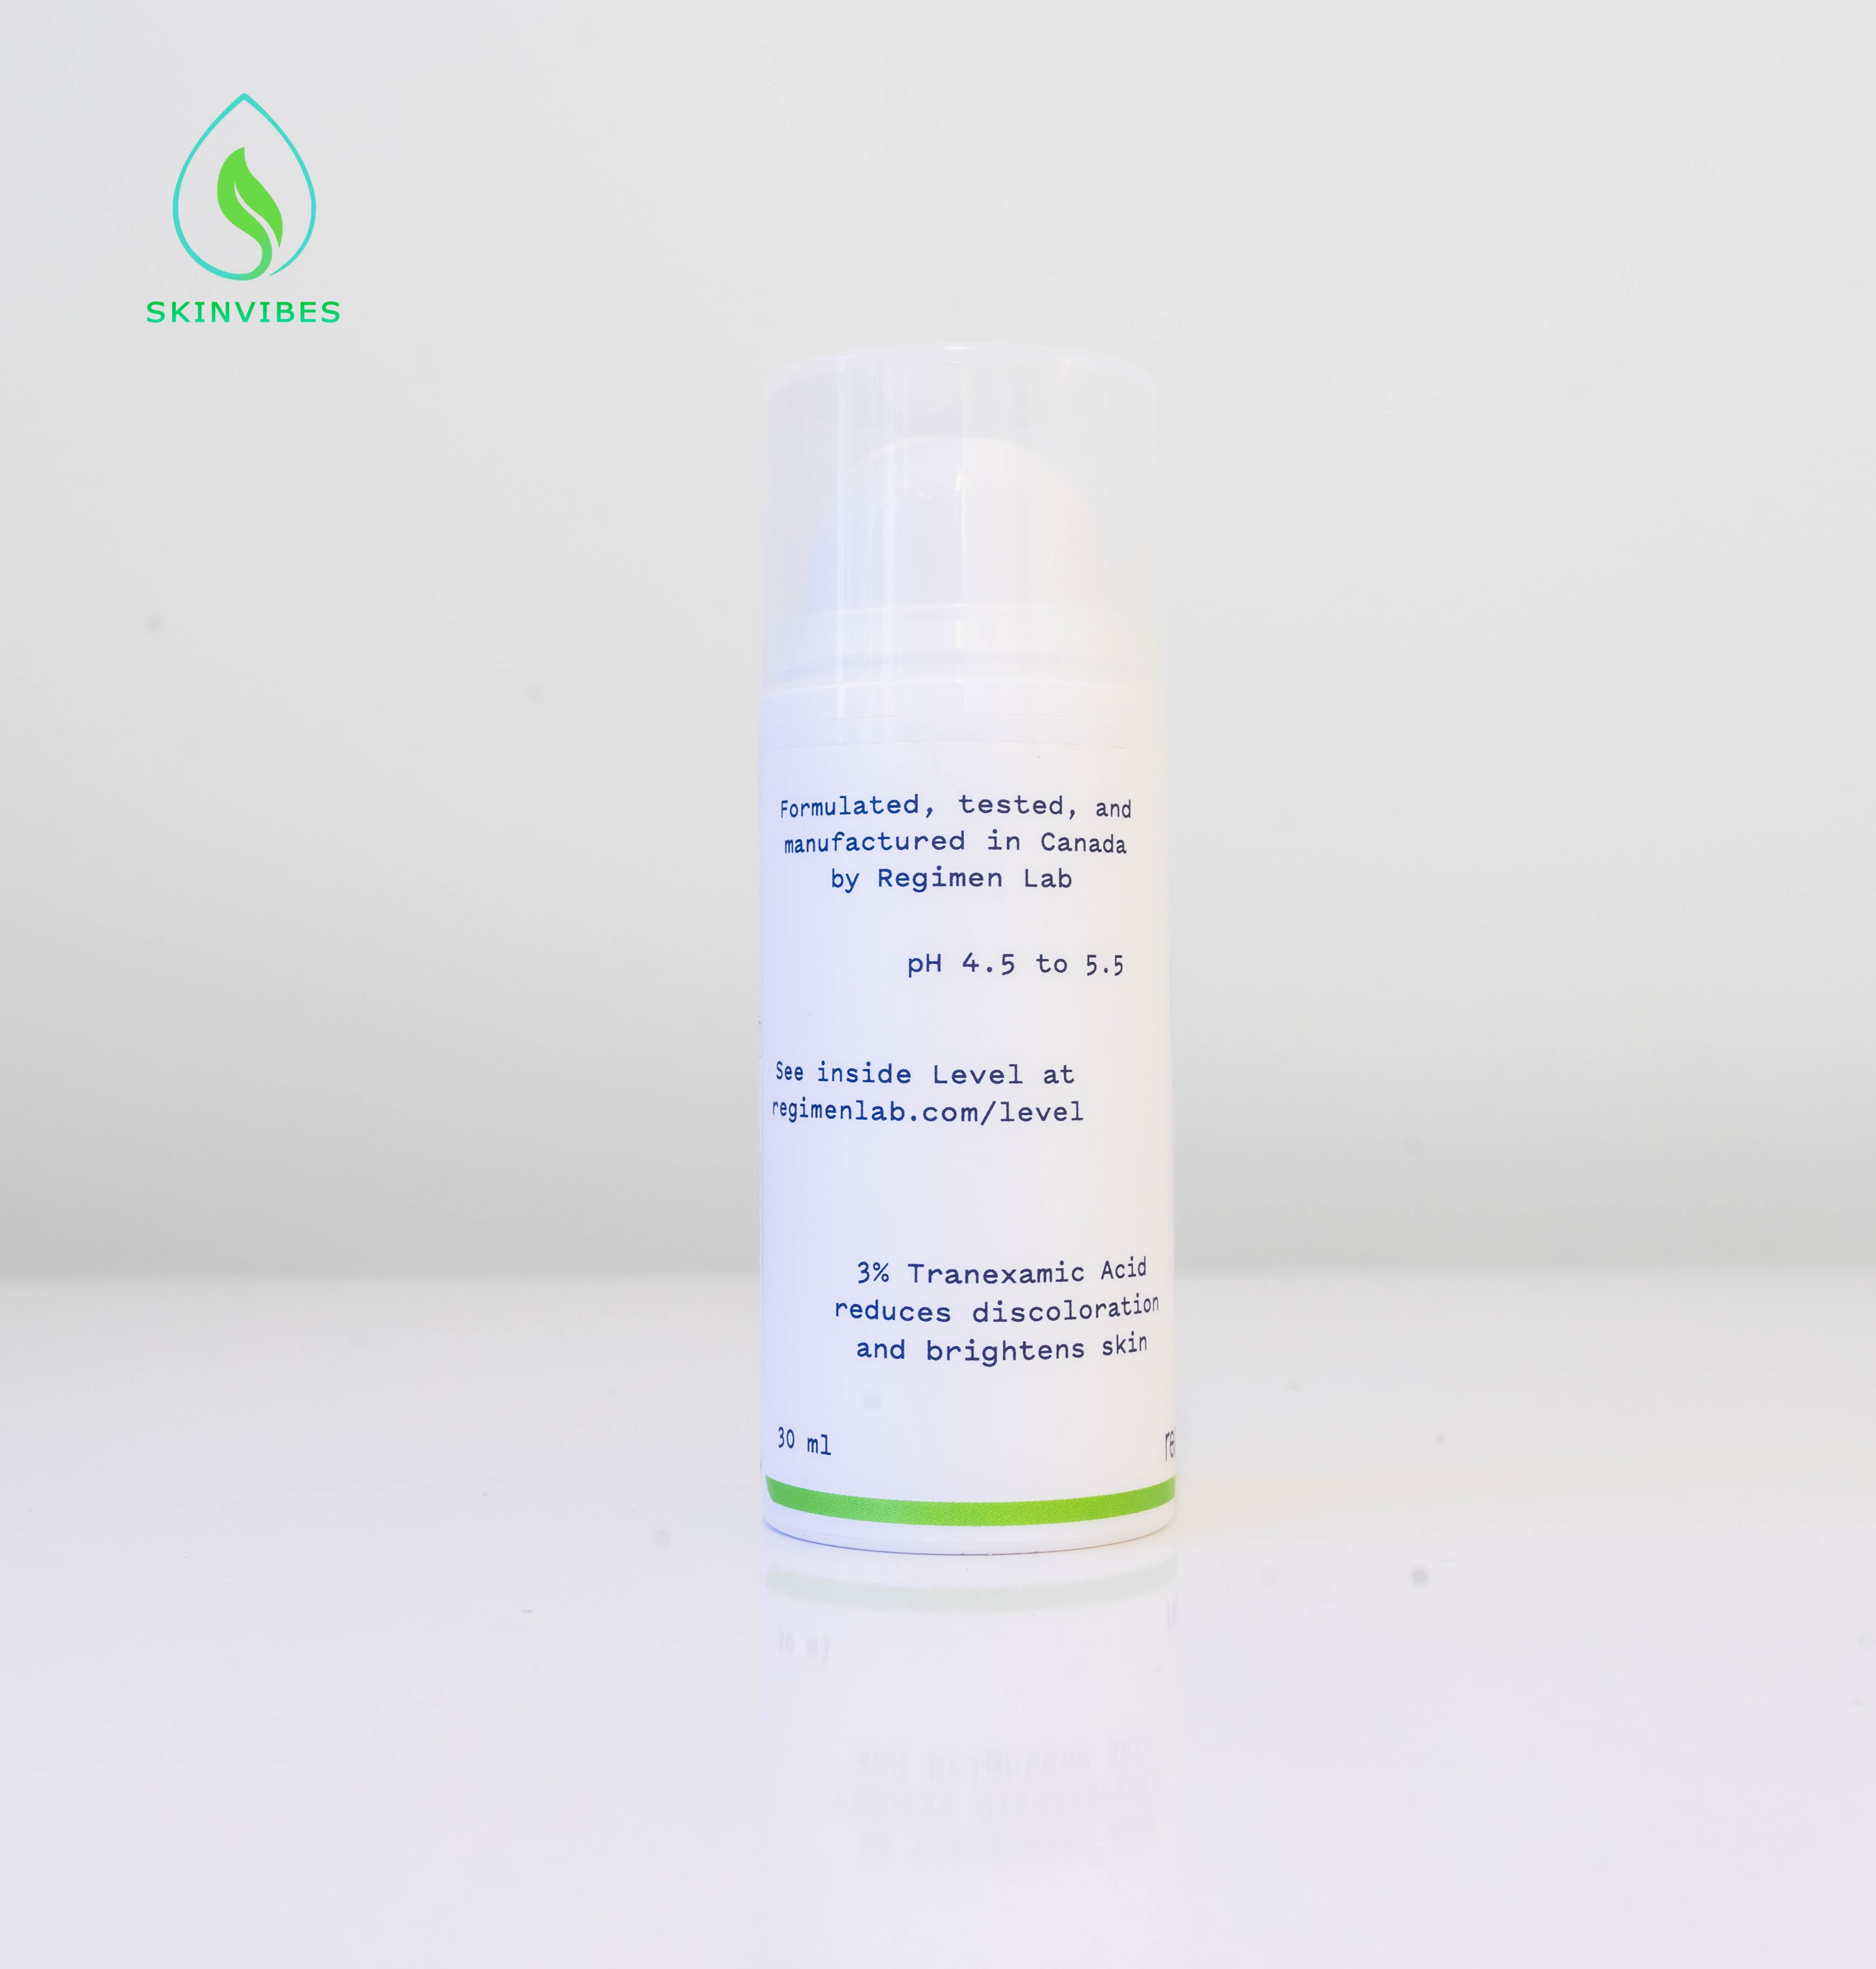 SKINVIBES
Formulated, tested, and
manufactured in Canada
by Regimen Lab
pH 4.5 to 5.5
See inside Level at
regimenlab.com/level
3% Tranexamic Acid
reduces discoloration
and brightens skin
30 ml